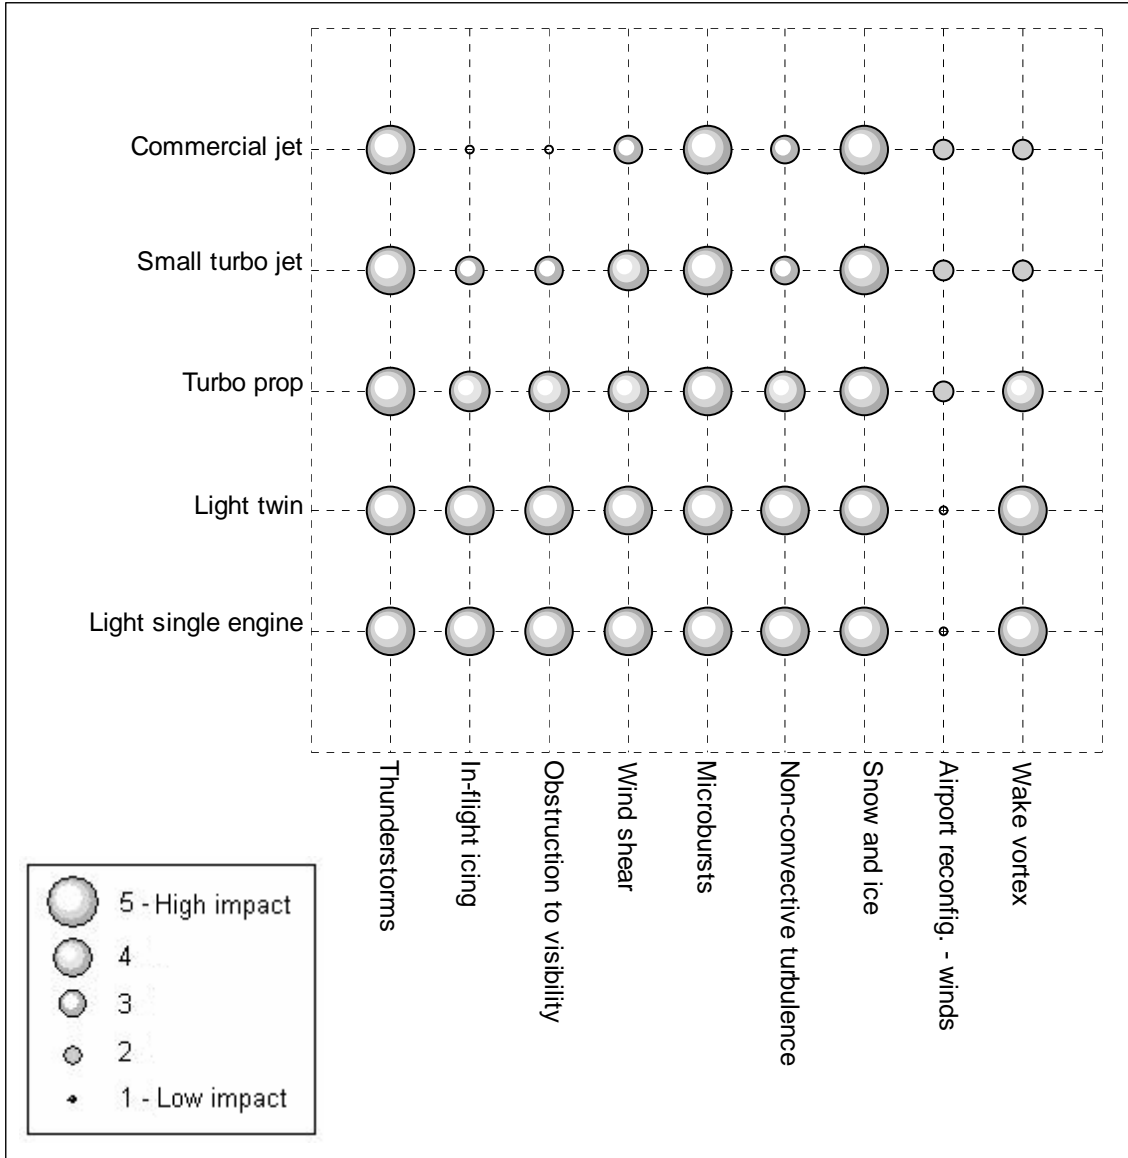 Commercial jet
Small turbo jet
Turbo prop
Light twin
Light single engine
Thunderstorms
In-flight icing
Obstruction to visibility
Wind shear
Microbursts
Non-convective turbulence
Snow and ice
Airport reconfig. - winds
Wake vortex
5 - High impact
4
3
2
1 - Low impact